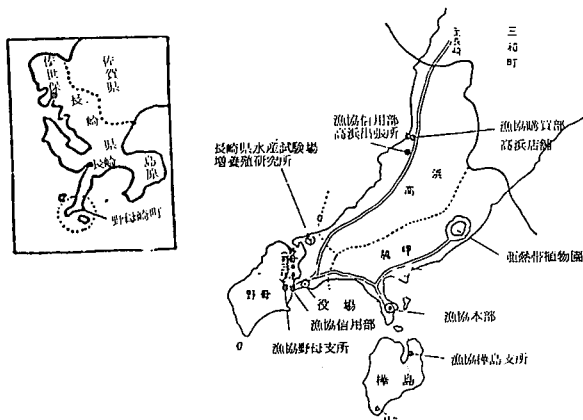 佐世保
佐賀県
長崎県
長崎
島原
野母崎町
三和町
漁協信用部
高浜出張所
漁協購買部
高浜店舗
長崎県水産試験場
増養殖研究所
高浜
脇岬
亜熱帯植物園
野母
役場
漁協信用部
漁協本部
漁協野母支所
漁協樺島支所
樺島